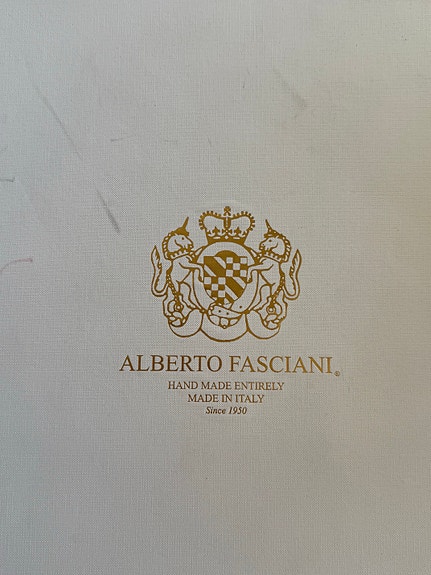 ALBERTO FASCIANI®
HAND MADE ENTIRELY
MADE IN ITALY
Since 1950